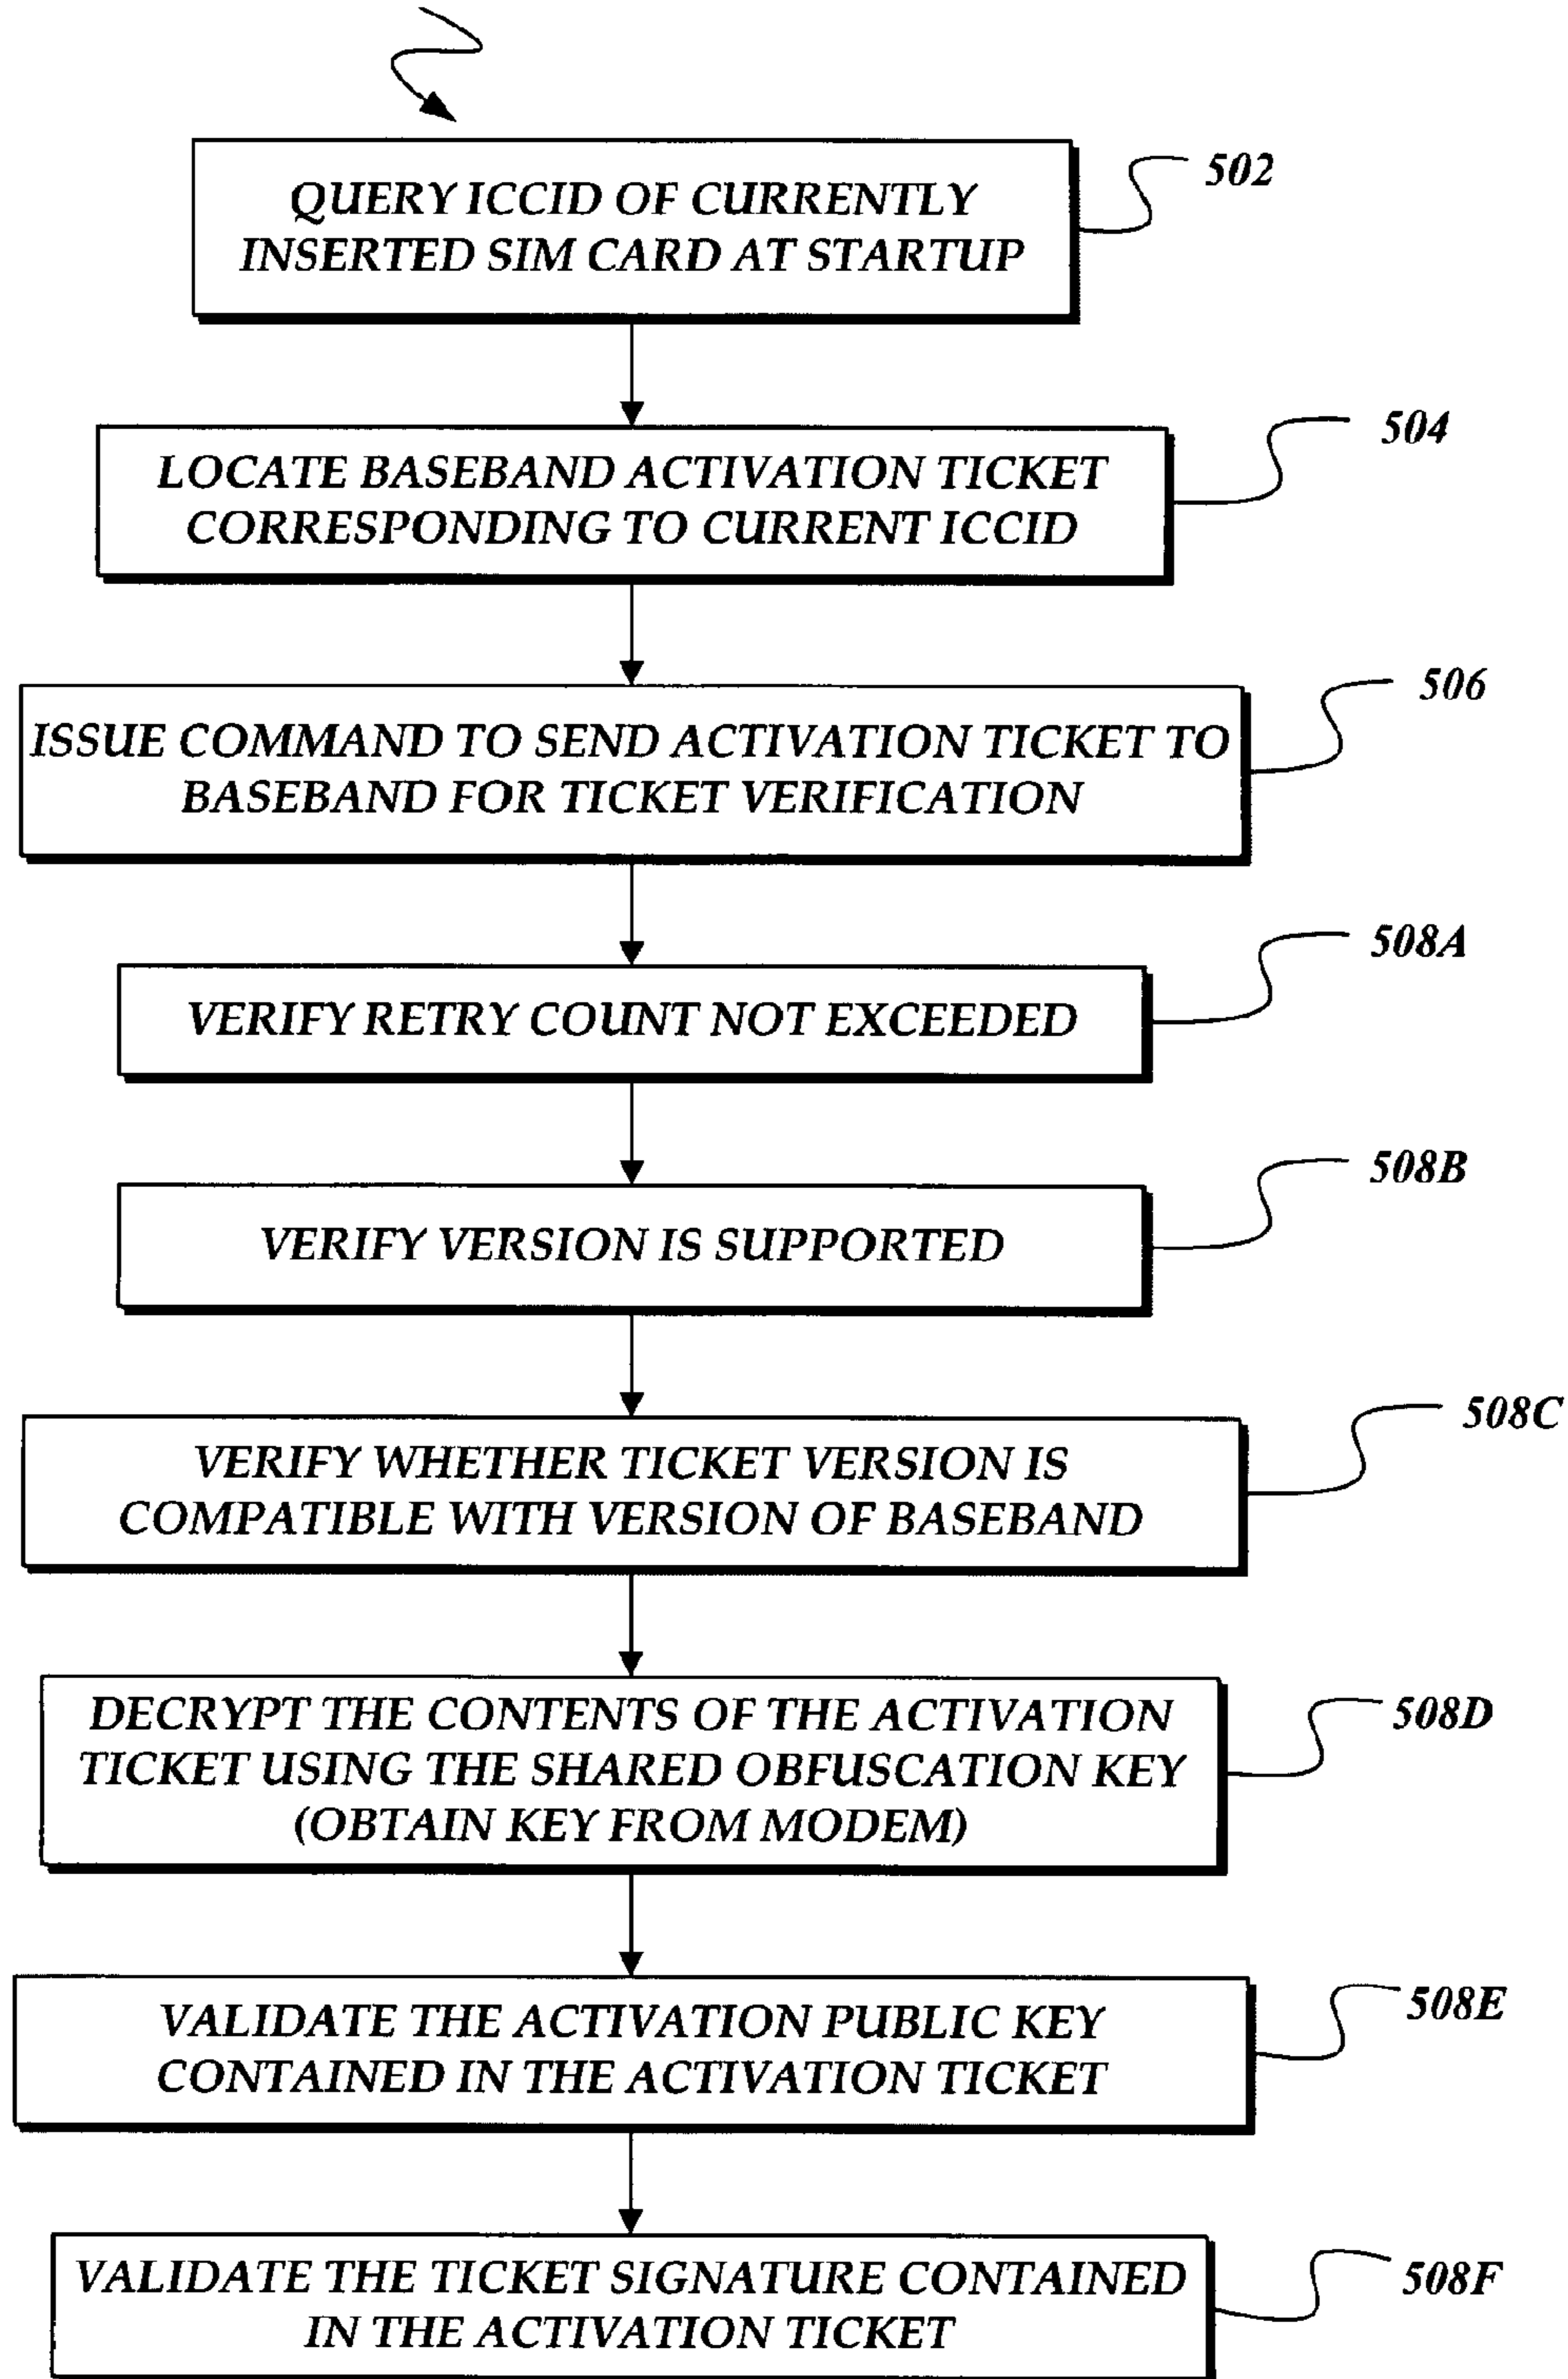 502
QUERY ICCID OF CURRENTLY
INSERTED SIM CARD AT STARTUP
504
LOCATE BASEBAND ACTIVATION TICKET
CORRESPONDING TO CURRENT ICCID
506
ISSUE COMMAND TO SEND ACTIVATION TICKET TO
BASEBAND FOR TICKET VERIFICATION
508A
VERIFY RETRY COUNT NOT EXCEEDED
508B
VERIFY VERSION IS SUPPORTED
508C
VERIFY WHETHER TICKET VERSION IS
COMPATIBLE WITH VERSION OF BASEBAND
508D
DECRYPT THE CONTENTS OF THE ACTIVATION
TICKET USING THE SHARED OBFUSCATION KEY
(OBTAIN KEY FROM MODEM)
508E
VALIDATE THE ACTIVATION PUBLIC KEY
CONTAINED IN THE ACTIVATION TICKET
508F
VALIDATE THE TICKET SIGNATURE CONTAINED
IN THE ACTIVATION TICKET